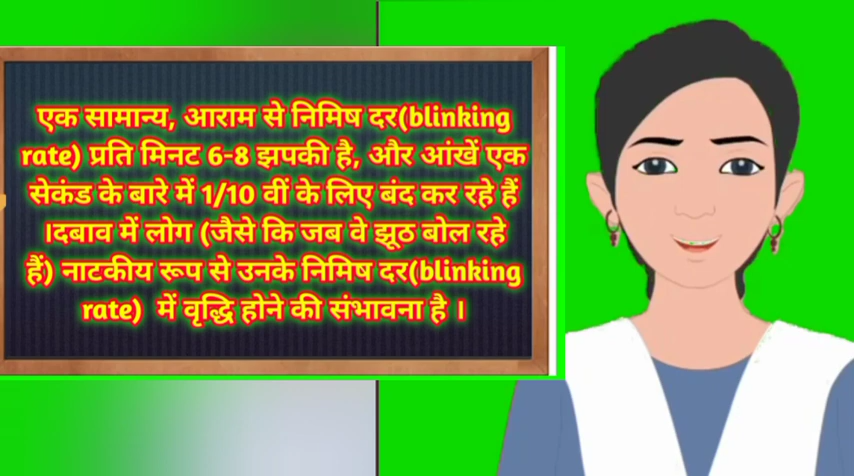 एक सामान्य, आराम से निमिष दर(blinking
rate) प्रति मिनट 6-8 झपकी है, और आंखें एक
सेकंड के बारे में 1/10 वीं के लिए बंद कर रहे हैं
।दबाव में लोग (जैसे कि जब वे झूठ बोल रहे
हैं) नाटकीय रूप से उनके निमिष दर(blinking
rate) में वृद्धि होने की संभावना है ।